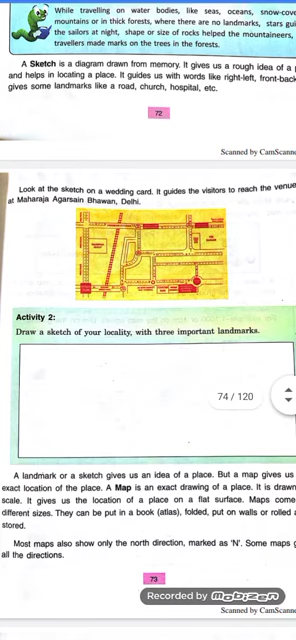 While travelling on water bodies, like seas, oceans, snow-cove
mountains or in thick forests, where there are no landmarks, stars gui
the sailors at night, shape or size of rocks helped the mountaineers,
travellers made marks on the trees in the forests.
A Sketch is a diagram drawn from memory. It gives us a rough idea of a
and helps in locating a place. It guides us with words like right-left, front-back
gives some landmarks like a road, church, hospital, etc.
72
Scanned by CamScanne
Look at the sketch on a wedding card. It guides the visitors to reach the venue
at Maharaja Agarsain Bhawan, Delhi.
Activity 2:
Draw a sketch of your locality, with three important landmarks.
74 / 120
A landmark or a sketch gives us an idea of a place. But a map gives us
exact location of the place. A Map is an exact drawing of a place. It is drawn
scale. It gives us the location of a place on a flat surface. Maps come
different sizes. They can be put in a book (atlas), folded, put on walls or rolled a
stored.
Most maps also show only the north direction, marked as 'N'. Some maps g
all the directions.
73
Recorded by mobizen
Scanned by CamScanne